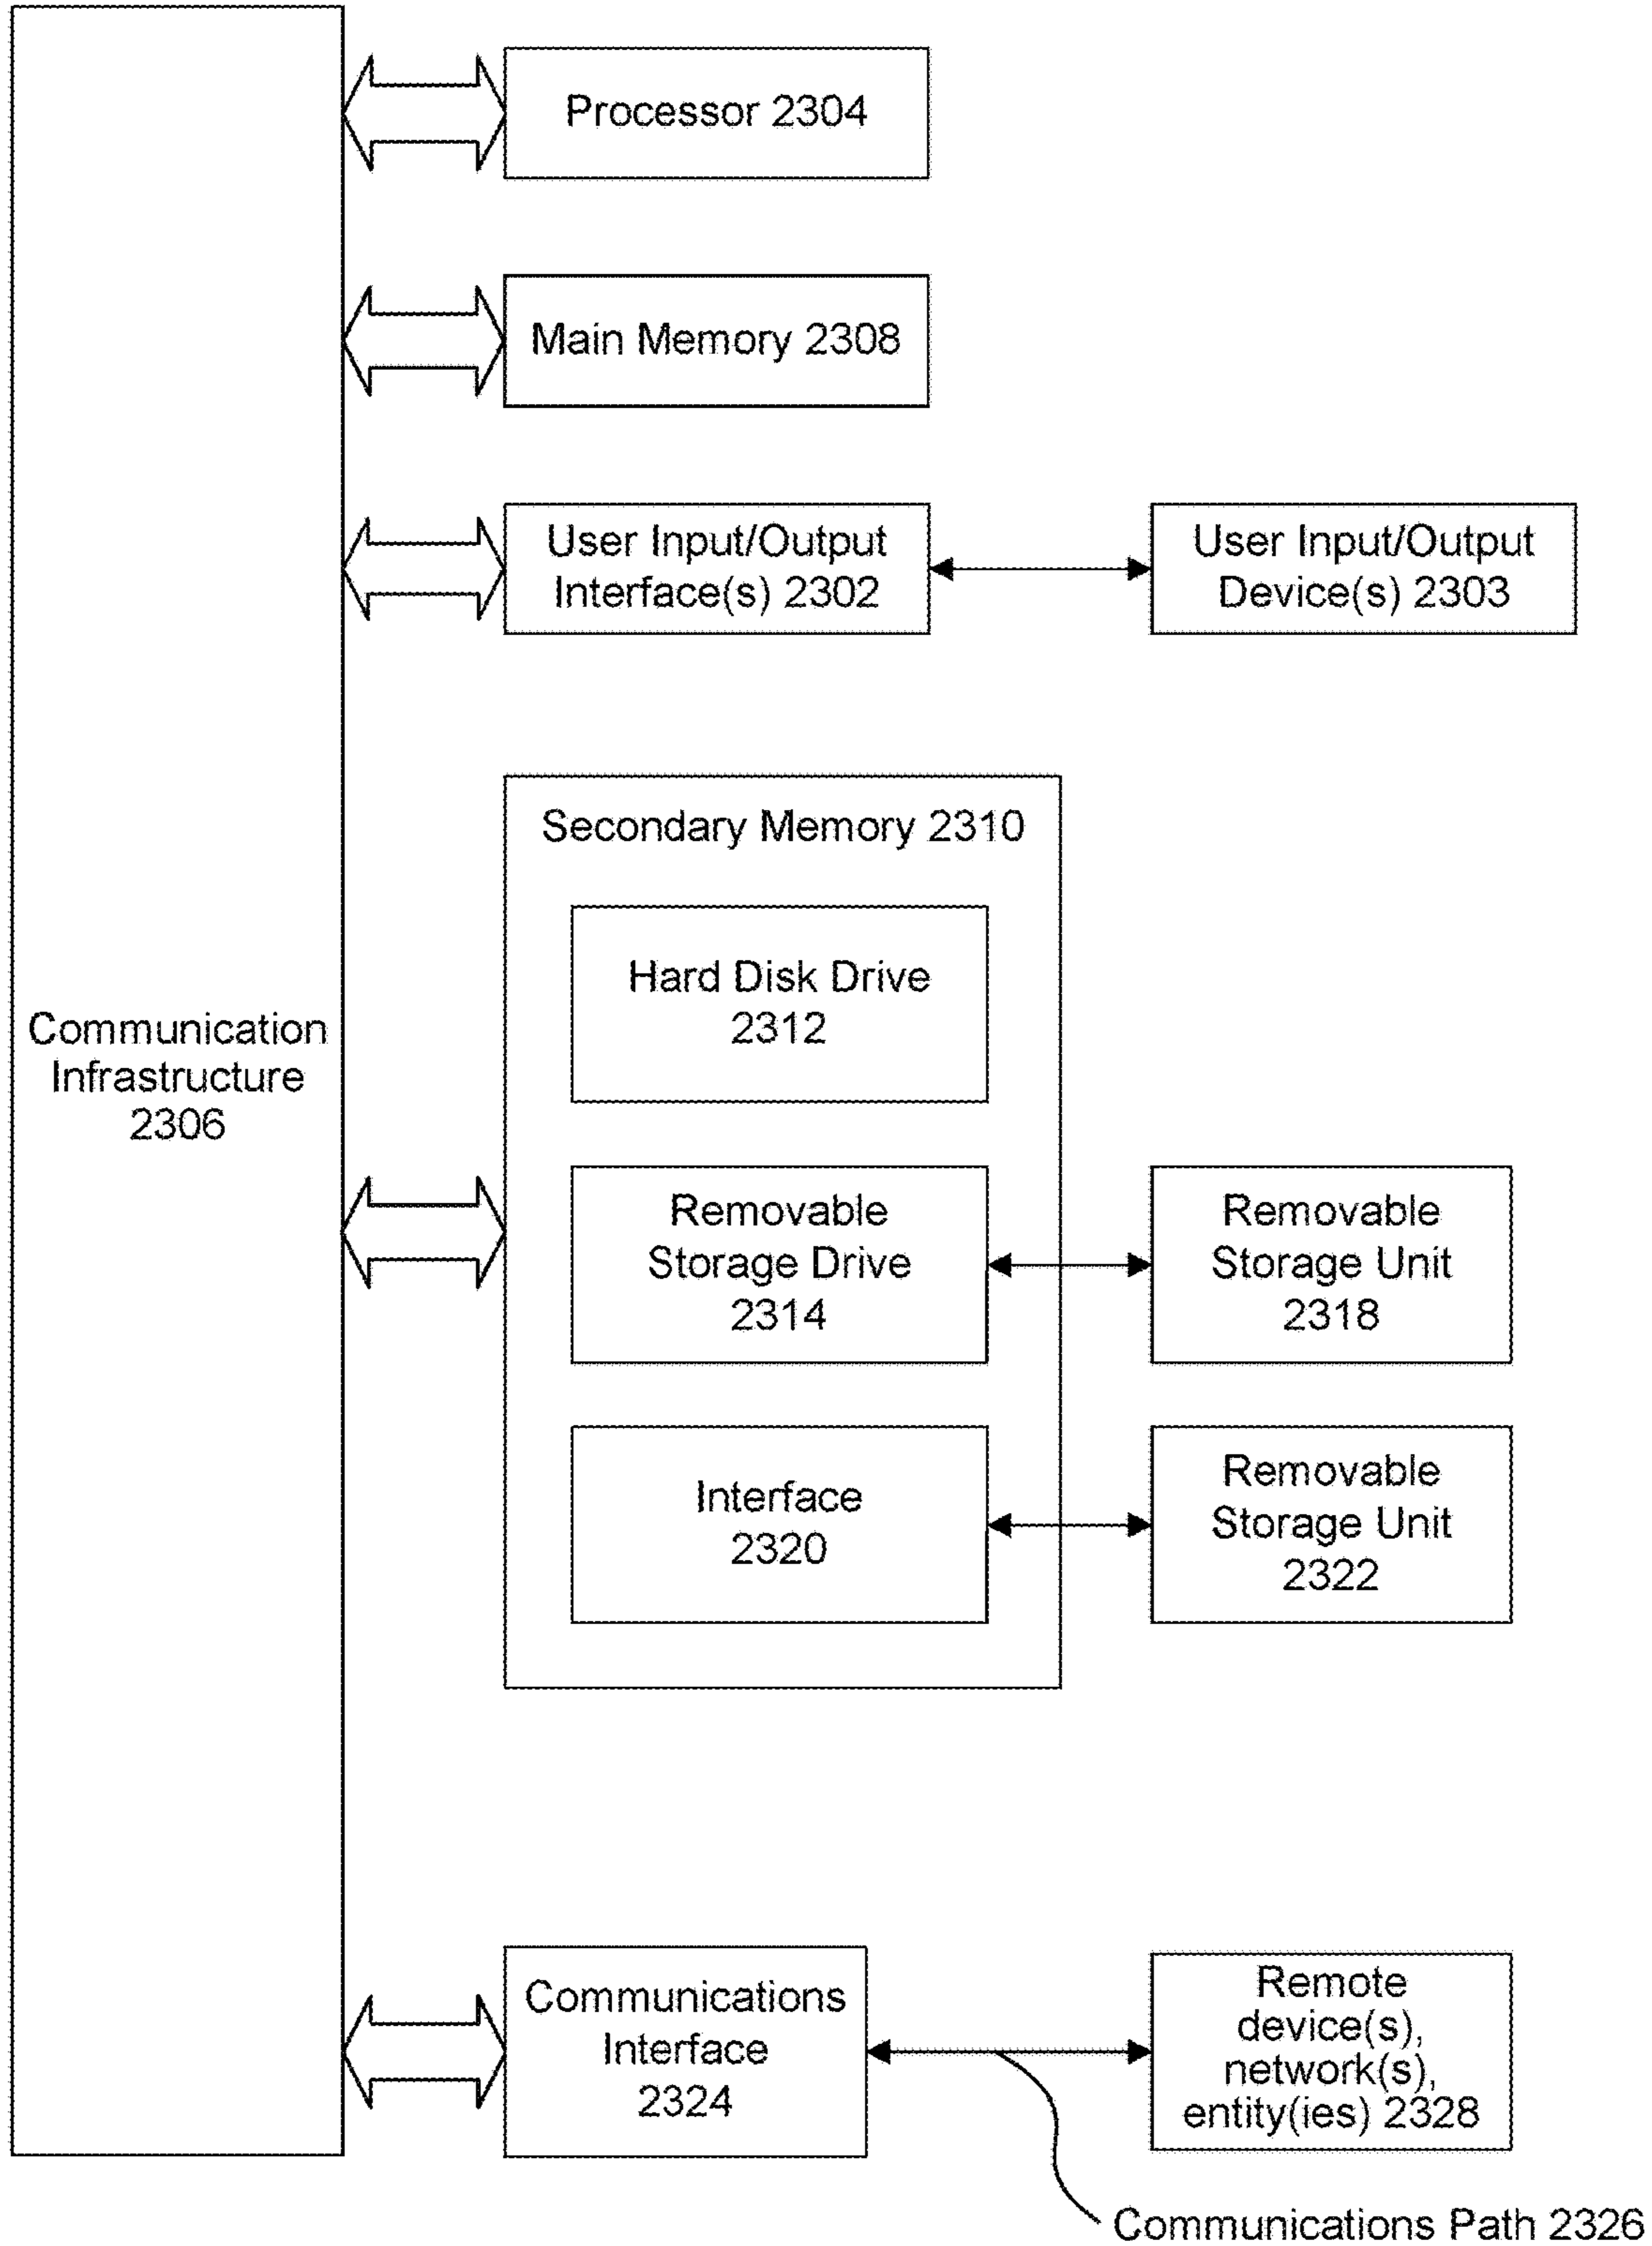 Processor 2304
Main Memory 2308
User Input/Output
Interface(s) 2302
User Input/Output
Device(s) 2303
Secondary Memory 2310
Hard Disk Drive
2312
Communication
Infrastructure
2306
Removable
Storage Drive
2314
Removable
Storage Unit
2318
Interface
2320
Removable
Storage Unit
2322
Communications
Interface
2324
Remote
device(s),
network(s),
entity(ies) 2328
Communications Path 2326